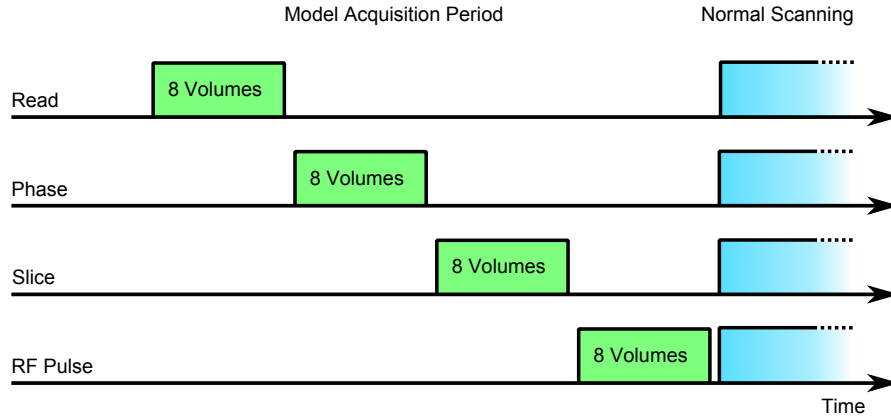 Model Acquisition Period
Normal Scanning
8 Volumes
Read
8 Volumes
Phase
8 Volumes
Slice
8 Volumes
RF Pulse
Time